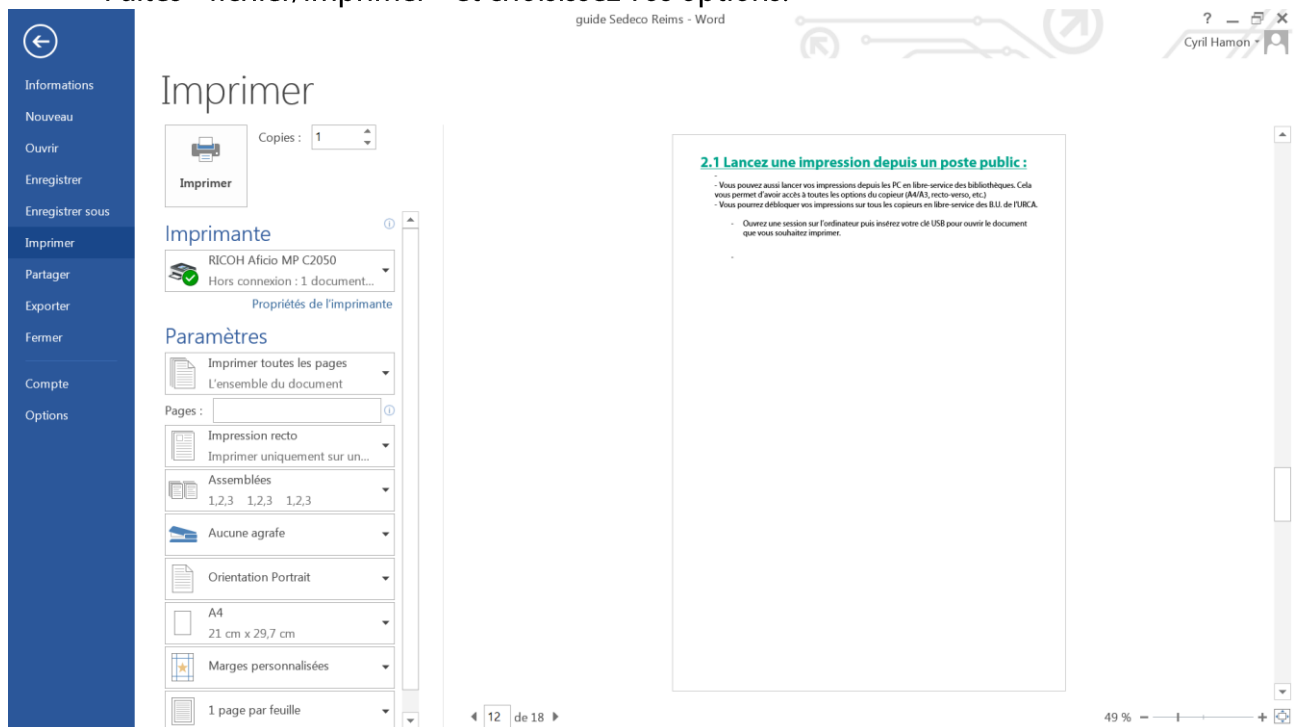 guide Sedeco Reims - Word
?
Cyril Hamon
Informations
Nouveau
Ouvrir
Enregistrer
Enregistrer sous
Imprimer
Partager
Exporter
Fermer
Compte
Options
Imprimer
Imprimer
Copies : 1
Imprimante
RICOH Aficio MP C2050
Hors connexion : 1 document...
Propriétés de l'imprimante
Paramètres
Imprimer toutes les pages
L'ensemble du document
Pages :
Impression recto
Imprimer uniquement sur un...
Assemblées
1,2,3 1,2,3 1,2,3
Aucune agrafe
Orientation Portrait
A4
21 cm x 29,7 cm
Marges personnalisées
1 page par feuille
2.1 Lancez une impression depuis un poste public :
-
- Vous pouvez aussi lancer vos impressions depuis les PC en libre-service des bibliothèques. Cela
vous permet d'avoir accès à toutes les options du copieur (A4/A3, recto-verso, etc.)
- Vous pourrez débloquer vos impressions sur tous les copieurs en libre-service des B.U. de l'URCA.
- Ouvrez une session sur l'ordinateur puis insérez votre clé USB pour ouvrir le document
que vous souhaitez imprimer.
-
12 de 18
49 %